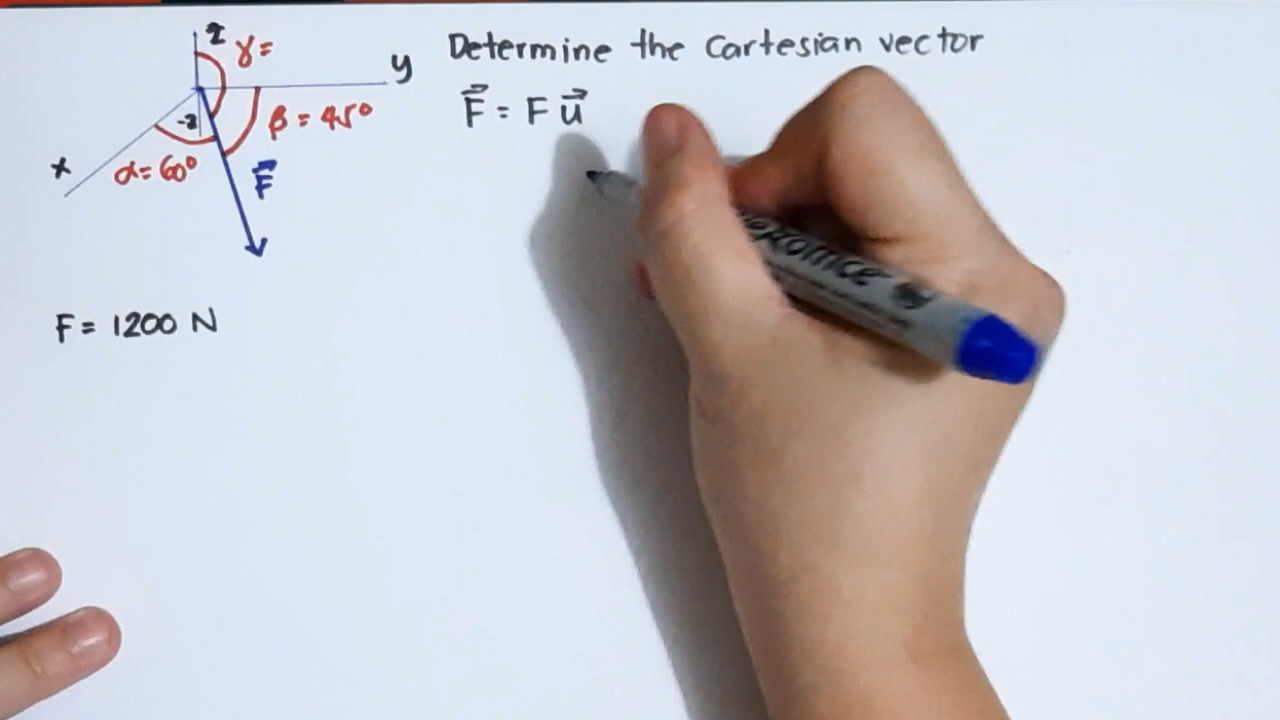 z
γ=
y
-z
β = 45°
x
α=60°
F⃗
F = 1200 N
Determine the Cartesian vector
F⃗ = F u⃗